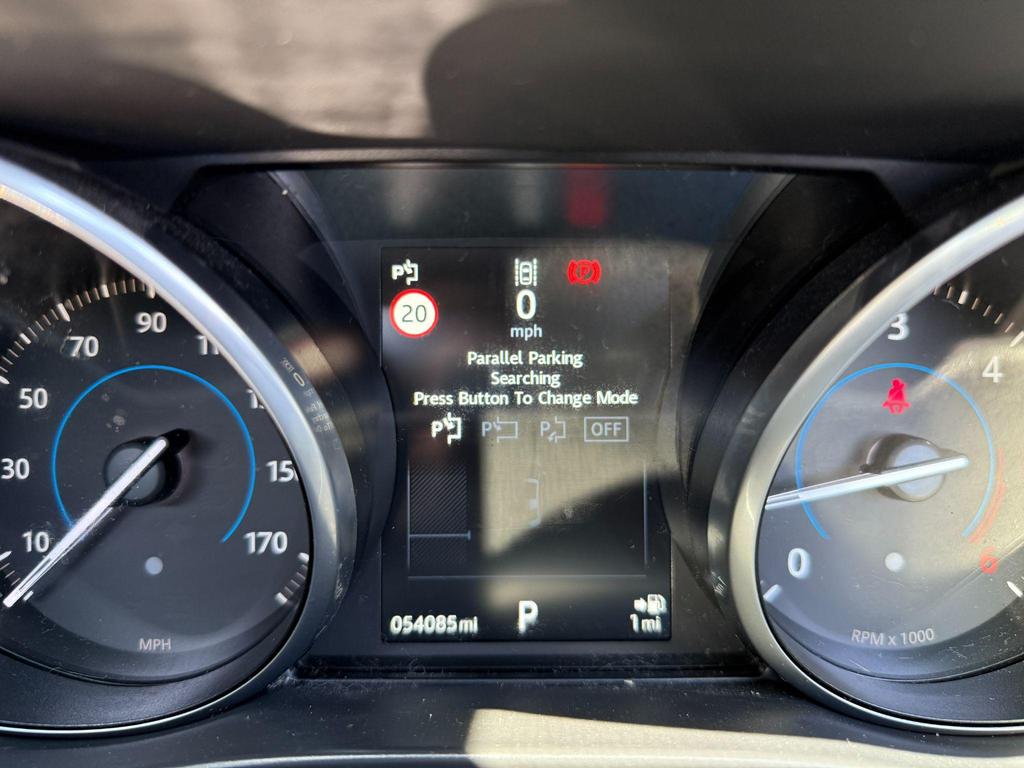 20
0
mph
Parallel Parking
Searching
Press Button To Change Mode
P P P OFF
054085mi P 1mi
10
30
50
70
90
170
MPH
0
3
4
6
RPM x 1000